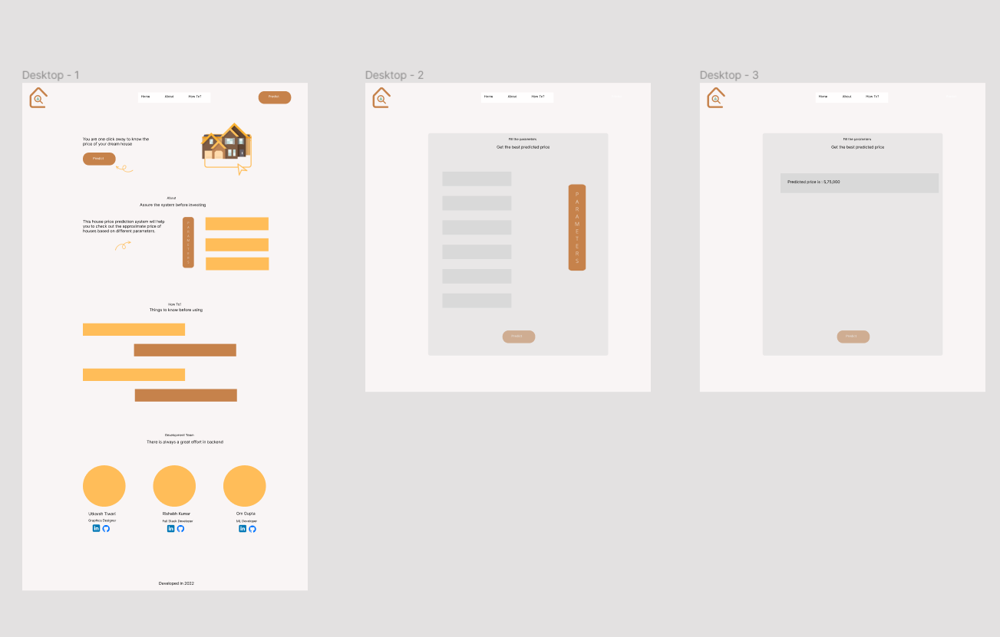 Desktop - 1
Home About How To?
Predict
You are one click away to know the
price of your dream house
Predict
About
Assure the system before investing
This house price prediction system will help
you to check out the approximate price of
houses based on different parameters.
P
A
R
A
M
E
T
E
R
S
How To?
Things to know before using
Development Team
There is always a great effort in backend
Utkarsh Tiwari
Graphics Designer
in
Rishabh Kumar
Full Stack Developer
in
Om Gupta
ML Developer
in
Developed in 2022
Desktop - 2
Home About How To?
Fill the parameters
Get the best predicted price
P
A
R
A
M
E
T
E
R
S
Predict
Desktop - 3
Home About How To?
Fill the parameters
Get the best predicted price
Predicted price is : 5,75,000
Predict